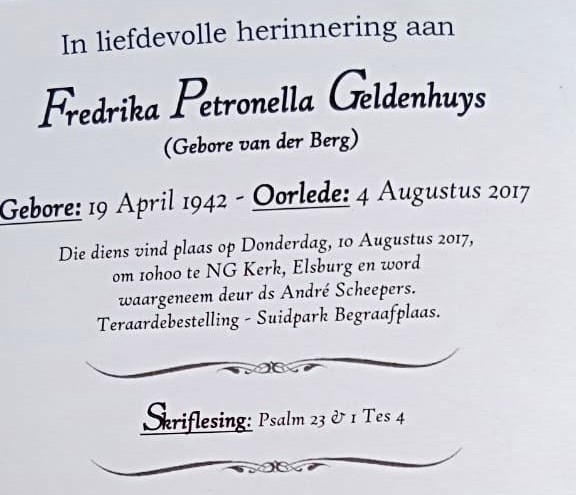 In liefdevolle herinnering aan
Fredrika Petronella Geldenhuys
(Gebore van der Berg)
Gebore: 19 April 1942 - Oorlede: 4 Augustus 2017
Die diens vind plaas op Donderdag, 10 Augustus 2017,
om 10h00 te NG Kerk, Elsburg en word
waargeneem deur ds André Scheepers.
Teraardebestelling - Suidpark Begraafplaas.
Skriflesing: Psalm 23 & 1 Tes 4